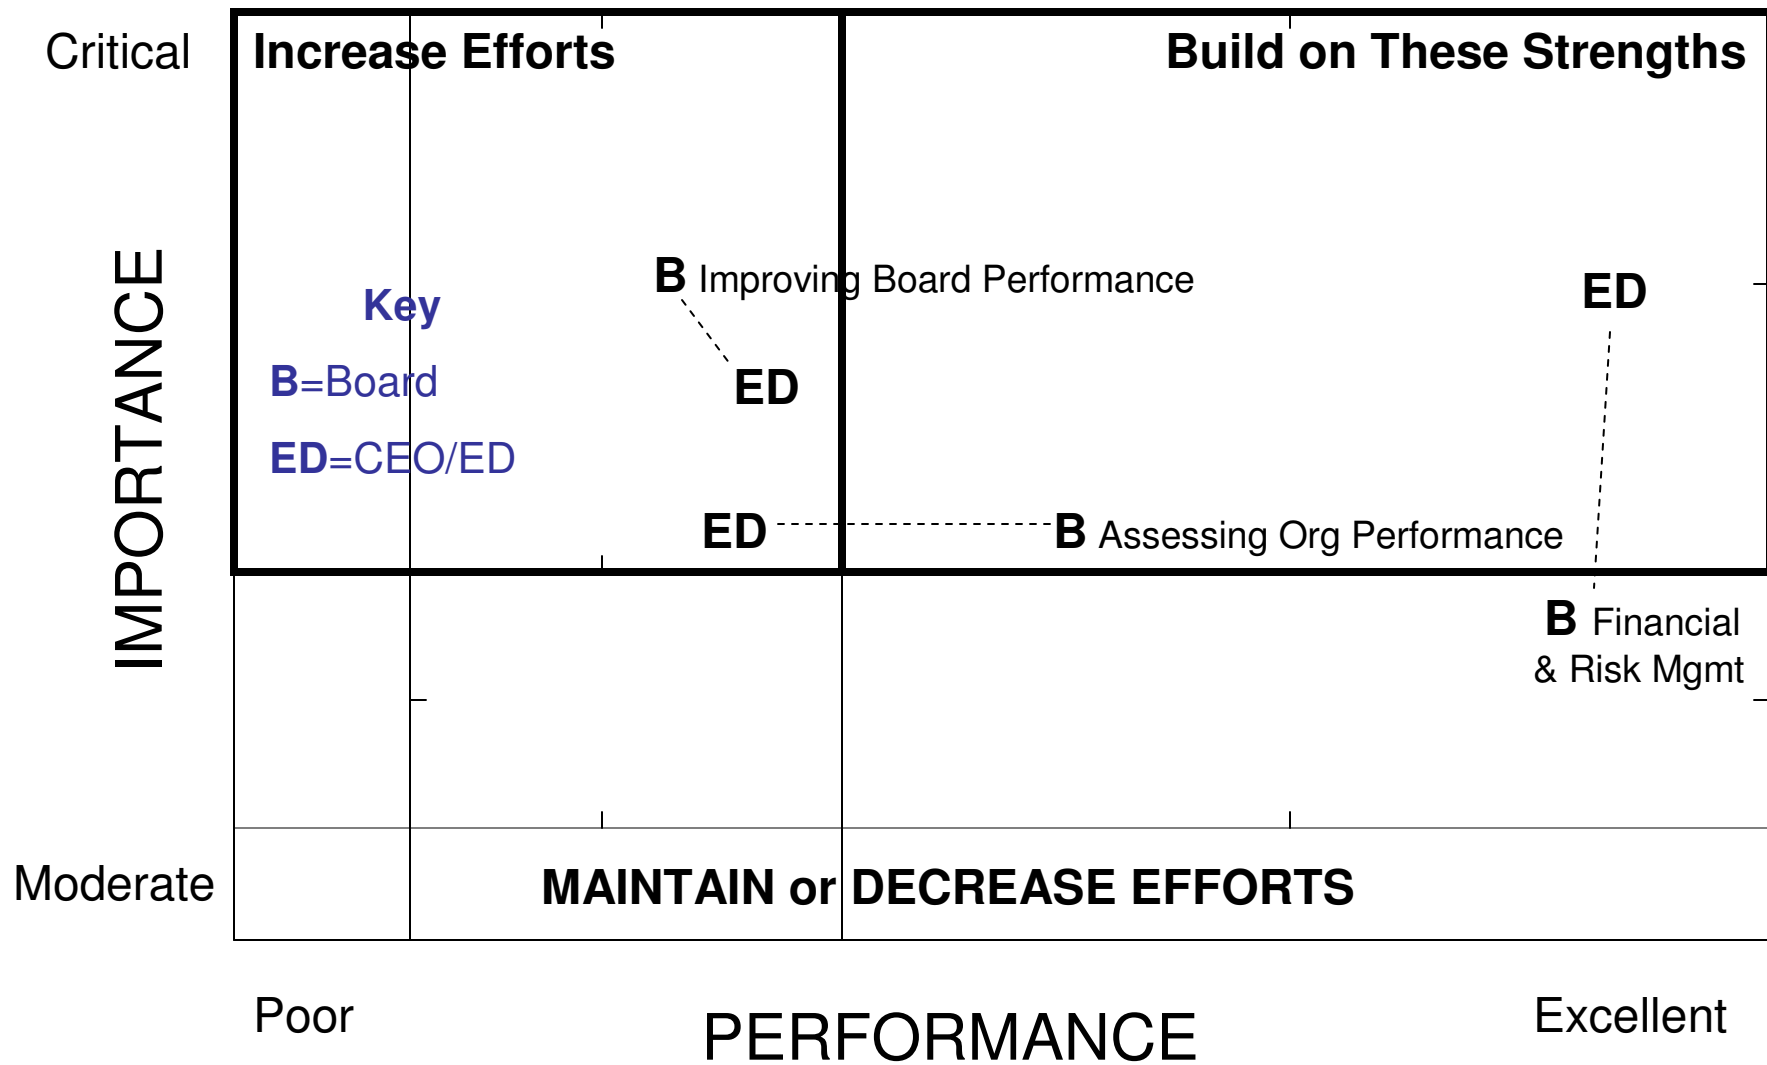 Critical
Increase Efforts
Build on These Strengths
B Improving Board Performance
ED
Key
B=Board
ED
ED=CEO/ED
ED
B Assessing Org Performance
IMPORTANCE
B Financial
& Risk Mgmt
Moderate
MAINTAIN or DECREASE EFFORTS
Poor
PERFORMANCE
Excellent